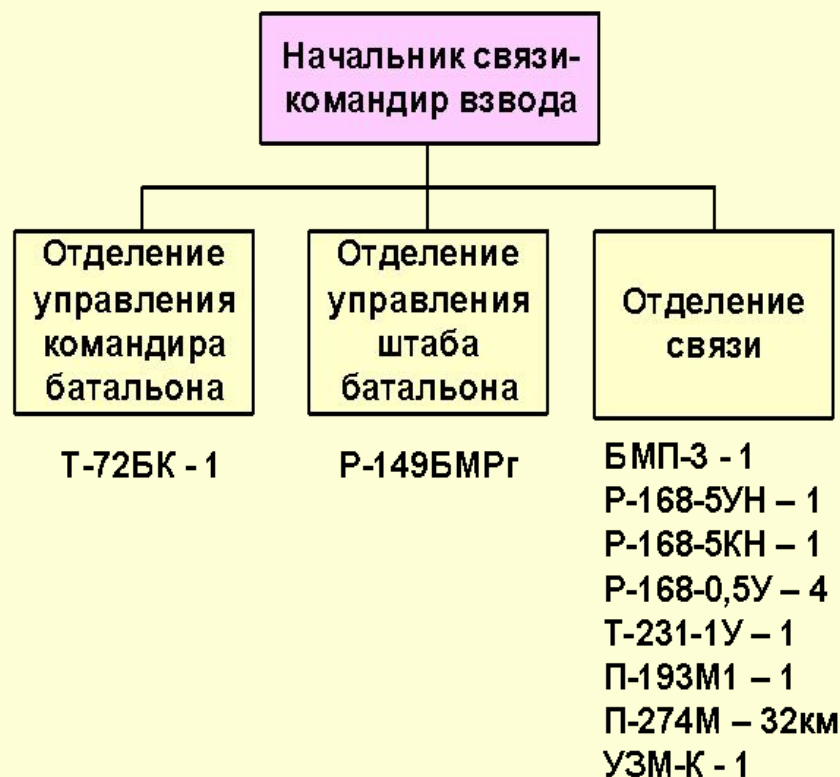 Начальник связи-
командир взвода
Отделение
управления
командира
батальона
Т-72БК - 1
Отделение
управления
штаба
батальона
Р-149БМРг
Отделение
связи
БМП-3 - 1
Р-168-5УН – 1
Р-168-5КН – 1
Р-168-0,5У – 4
Т-231-1У – 1
П-193М1 – 1
П-274М – 32км
УЗМ-К - 1